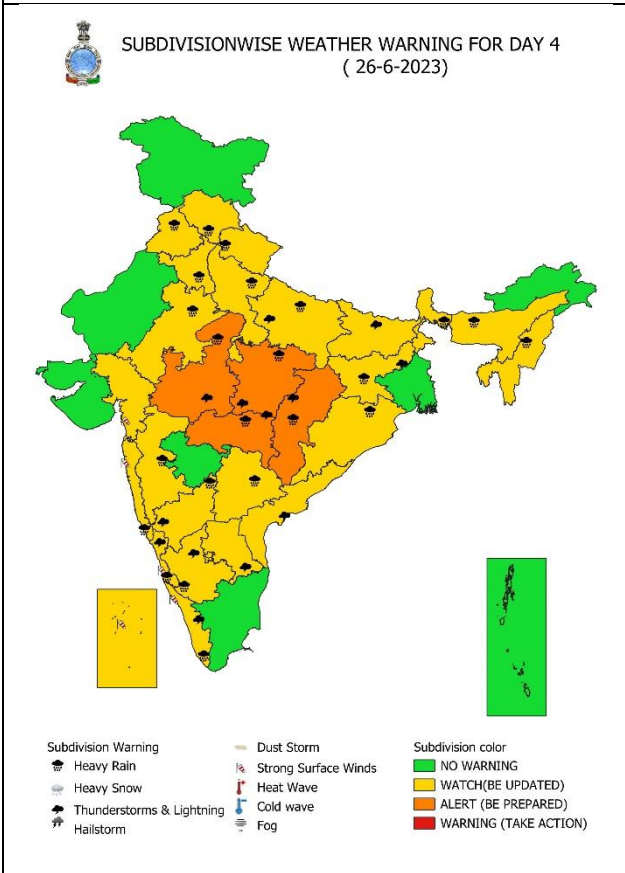 SUBDIVISIONWISE WEATHER WARNING FOR DAY 4
( 26-6-2023)
Subdivision Warning
Heavy Rain
Heavy Snow
Thunderstorms & Lightning
Hailstorm
Dust Storm
Strong Surface Winds
Heat Wave
Cold wave
Fog
Subdivision color
NO WARNING
WATCH(BE UPDATED)
ALERT (BE PREPARED)
WARNING (TAKE ACTION)